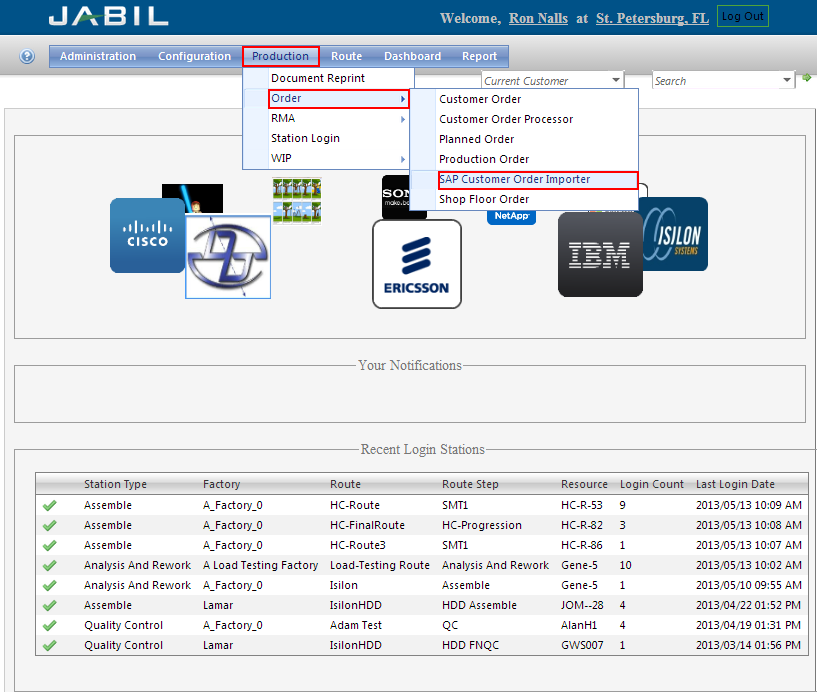 JABIL
Welcome, Ron Nalls at St. Petersburg, FL Log Out
? Administration Configuration Production Route Dashboard Report
Document Reprint
Order
RMA
Station Login
WIP
Current Customer
Search
Customer Order
Customer Order Processor
Planned Order
Production Order
SAP Customer Order Importer
Shop Floor Order
CISCO
SON
make.be
ERICSSON
NetApp
IBM
ISILON
SYSTEMS
Your Notifications
Recent Login Stations
Station Type Factory Route Route Step Resource Login Count Last Login Date
Assemble A_Factory_0 HC-Route SMT1 HC-R-53 9 2013/05/13 10:09 AM
Assemble A_Factory_0 HC-FinalRoute HC-Progression HC-R-82 3 2013/05/13 10:08 AM
Assemble A_Factory_0 HC-Route3 SMT1 HC-R-86 1 2013/05/13 10:07 AM
Analysis And Rework A Load Testing Factory Load-Testing Route Analysis And Rework Gene-5 10 2013/05/13 10:02 AM
Analysis And Rework A_Factory_0 Isilon Assemble Gene-5 1 2013/05/10 09:55 AM
Assemble Lamar IsilonHDD HDD Assemble JOM--28 4 2013/04/22 01:52 PM
Quality Control A_Factory_0 Adam Test QC AlanH1 4 2013/04/19 01:31 PM
Quality Control Lamar IsilonHDD HDD FNQC GWS007 1 2013/03/14 01:56 PM